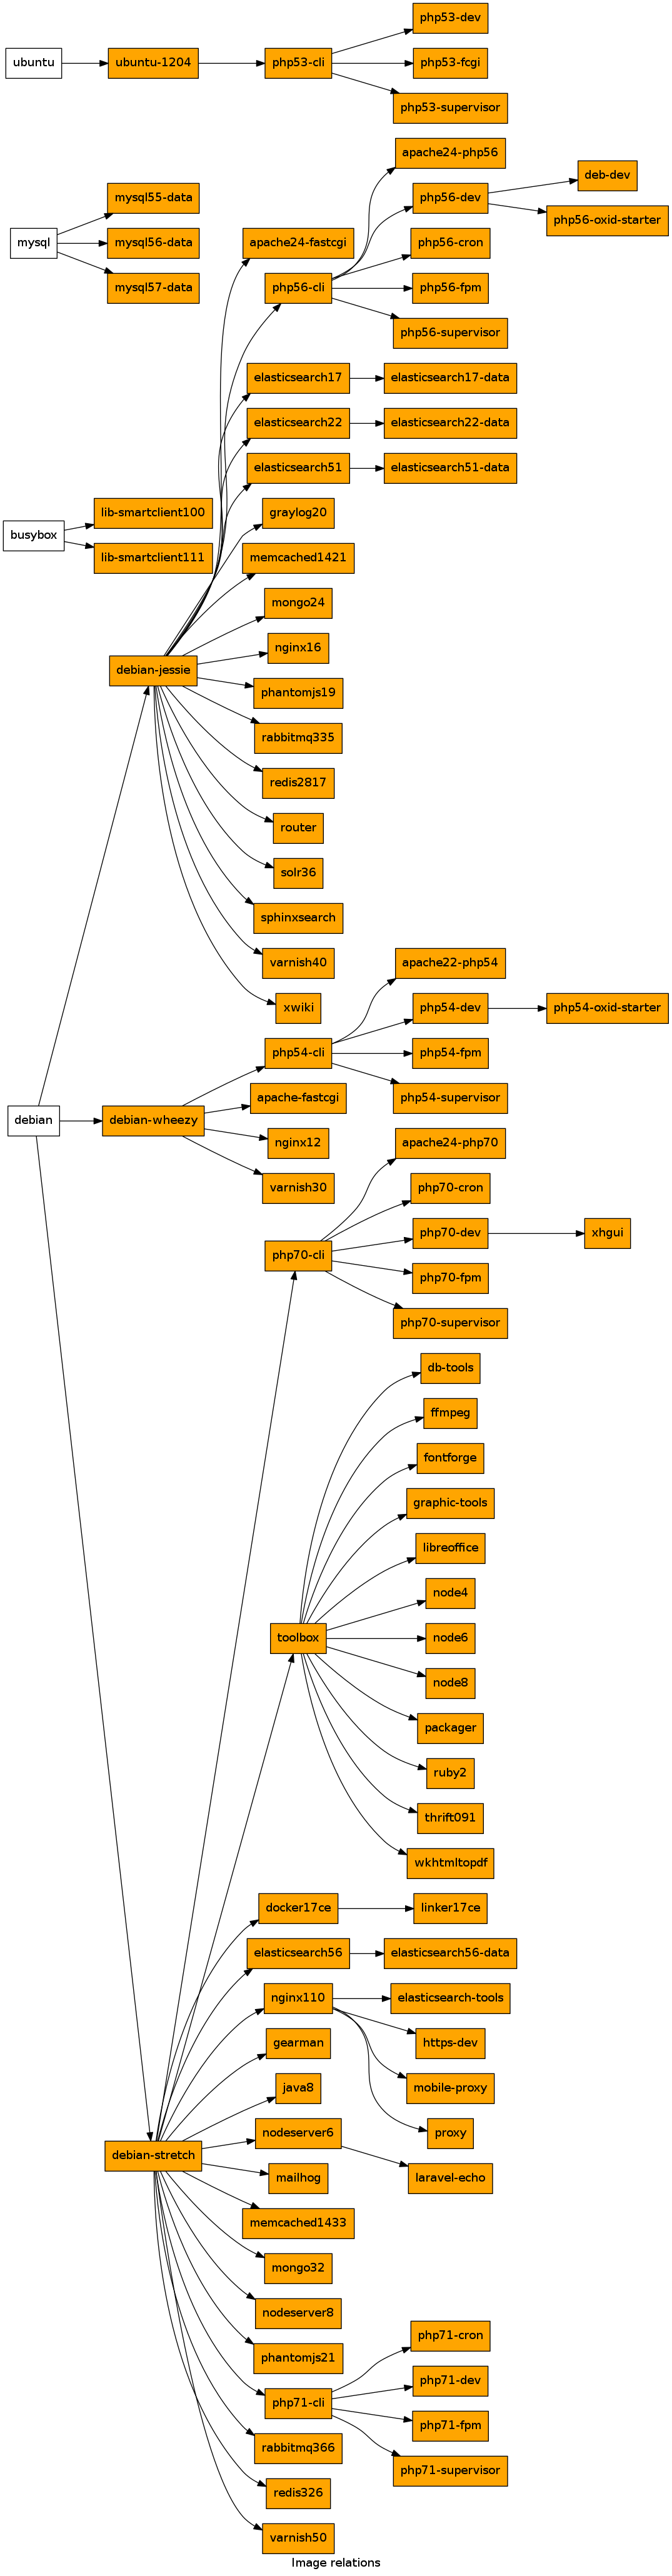 php53-dev
ubuntu
ubuntu-1204
php53-cli
php53-fcgi
php53-supervisor
apache24-php56
deb-dev
mysql55-data
php56-dev
php56-oxid-starter
mysql
mysql56-data
apache24-fastcgi
php56-cron
mysql57-data
php56-cli
php56-fpm
php56-supervisor
elasticsearch17
elasticsearch17-data
elasticsearch22
elasticsearch22-data
elasticsearch51
elasticsearch51-data
lib-smartclient100
graylog20
busybox
lib-smartclient111
memcached1421
mongo24
nginx16
debian-jessie
phantomjs19
rabbitmq335
redis2817
router
solr36
sphinxsearch
varnish40
apache22-php54
xwiki
php54-dev
php54-oxid-starter
php54-cli
php54-fpm
apache-fastcgi
php54-supervisor
debian
debian-wheezy
nginx12
apache24-php70
varnish30
php70-cron
php70-dev
xhgui
php70-cli
php70-fpm
php70-supervisor
db-tools
ffmpeg
fontforge
graphic-tools
libreoffice
node4
toolbox
node6
node8
packager
ruby2
thrift091
wkhtmltopdf
docker17ce
linker17ce
elasticsearch56
elasticsearch56-data
nginx110
elasticsearch-tools
gearman
https-dev
java8
mobile-proxy
nodeserver6
proxy
debian-stretch
mailhog
laravel-echo
memcached1433
mongo32
nodeserver8
php71-cron
phantomjs21
php71-dev
php71-cli
php71-fpm
rabbitmq366
php71-supervisor
redis326
varnish50
Image relations